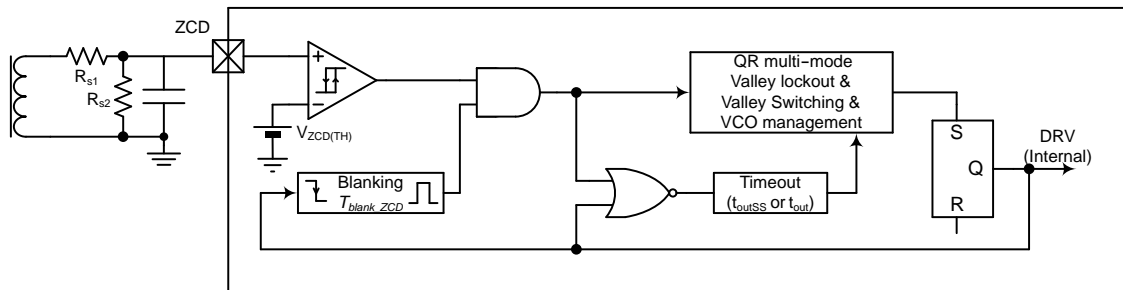 ZCD
Rs1
Rs2
+
−
VZCD(TH)
QR multi−mode
Valley lockout &
Valley Switching &
VCO management
S
Q
R
DRV
(Internal)
Blanking
Tblank_ZCD
Timeout
(toutSS or tout)